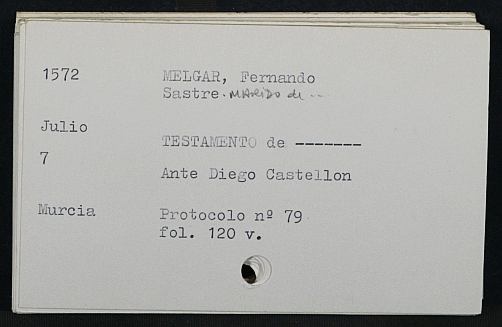 1572 MELGAR, Fernando
Sastre. MARIDO de ...
Julio
TESTAMENTO de -------
7
Ante Diego Castellon
Murcia Protocolo nº 79
fol. 120 v.